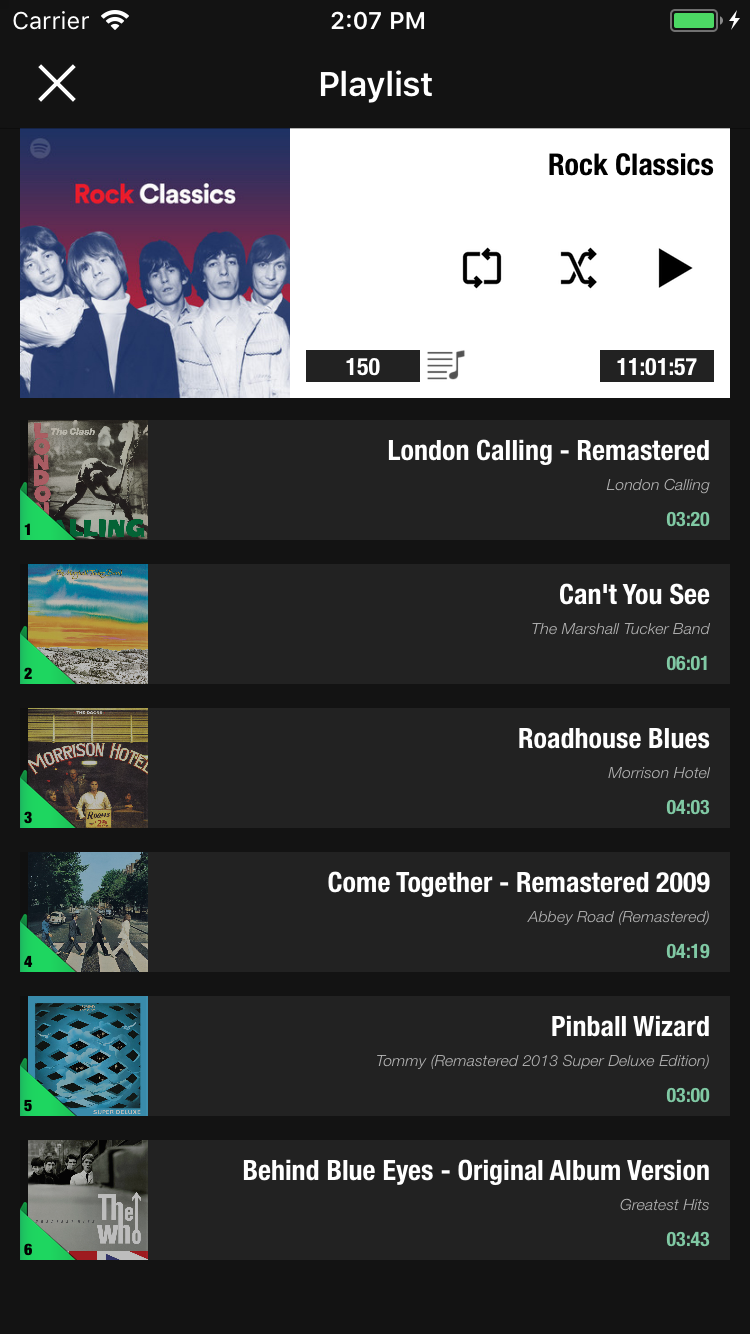 Carrier 2:07 PM
Playlist
Rock Classics
Rock Classics
150 11:01:57
The Clash
LONDON
CALLING
1
London Calling - Remastered
London Calling
03:20
2
Can't You See
The Marshall Tucker Band
06:01
THE DOORS
MORRISON HOTEL
ROOMS
3
Roadhouse Blues
Morrison Hotel
04:03
4
Come Together - Remastered 2009
Abbey Road (Remastered)
04:19
SUPER DELUXE
5
Pinball Wizard
Tommy (Remastered 2013 Super Deluxe Edition)
03:00
The
Who
GREATEST HITS
6
Behind Blue Eyes - Original Album Version
Greatest Hits
03:43